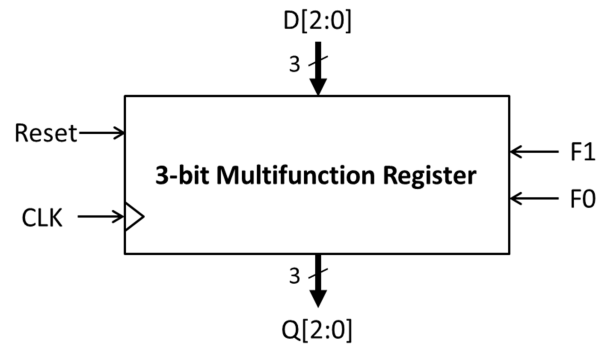 D[2:0]
3
Reset
F1
3-bit Multifunction Register
F0
CLK
3
Q[2:0]